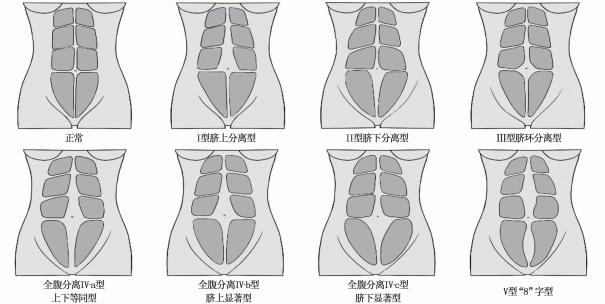 正常
I型脐上分离型
II型脐下分离型
III型脐环分离型
全腹分离IV-a型
上下等同型
全腹分离IV-b型
脐上显著型
全腹分离IV-c型
脐下显著型
V型“8”字型